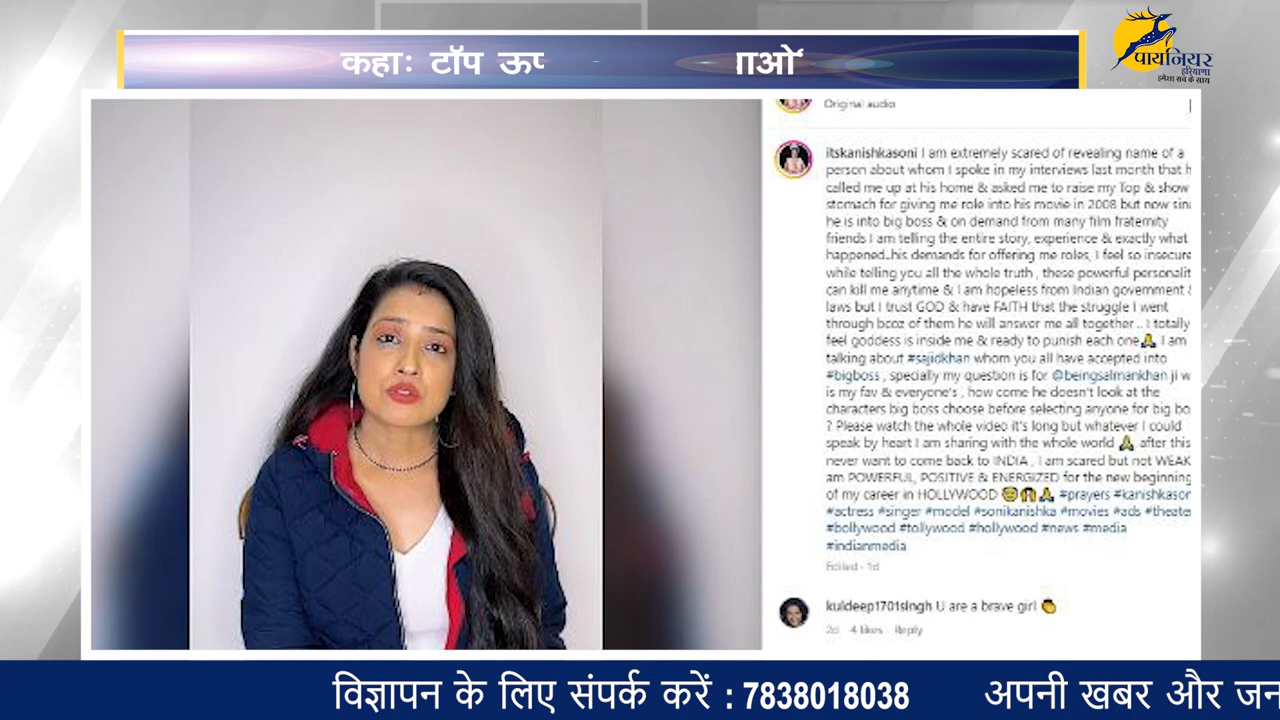 कहाः टॉप ऊप
ाओं
पायनियर
हरियाणा
हमेशा सच के साथ
Original audio
itskanishkasoni I am extremely scared of revealing name of a
person about whom I spoke in my interviews last month that h
called me up at his home & asked me to raise my Top & show
stomach for giving me role into his movie in 2008 but now sin
he is into big boss & on demand from many film fraternity
friends I am telling the entire story, experience & exactly what
happened..his demands for offering me roles, I feel so insecure
while telling you all the whole truth , these powerful personalit
can kill me anytime & I am hopeless from Indian government &
laws but I trust GOD & have FAITH that the struggle I went
through bcoz of them he will answer me all together .. I totally
feel goddess is inside me & ready to punish each one🙏 I am
talking about #sajidkhan whom you all have accepted into
#bigboss , specially my question is for @beingsalmankhan ji w
is my fav & everyone's , how come he doesn't look at the
characters big boss choose before selecting anyone for big bo
? Please watch the whole video it's long but whatever I could
speak by heart I am sharing with the whole world 🙏 after this
never want to come back to INDIA , I am scared but not WEAK
am POWERFUL, POSITIVE & ENERGIZED for the new beginning
of my career in HOLLYWOOD #prayers #kanishkason
#actress #singer #model #sonikanishka #movies #ads #theate
#bollywood #tollywood #hollywood #news #media
#indianmedia
Edited · 1d
kuldeep1701singh U are a brave girl 👏
2d 4 likes Reply
विज्ञापन के लिए संपर्क करें : 7838018038 अपनी खबर और जन